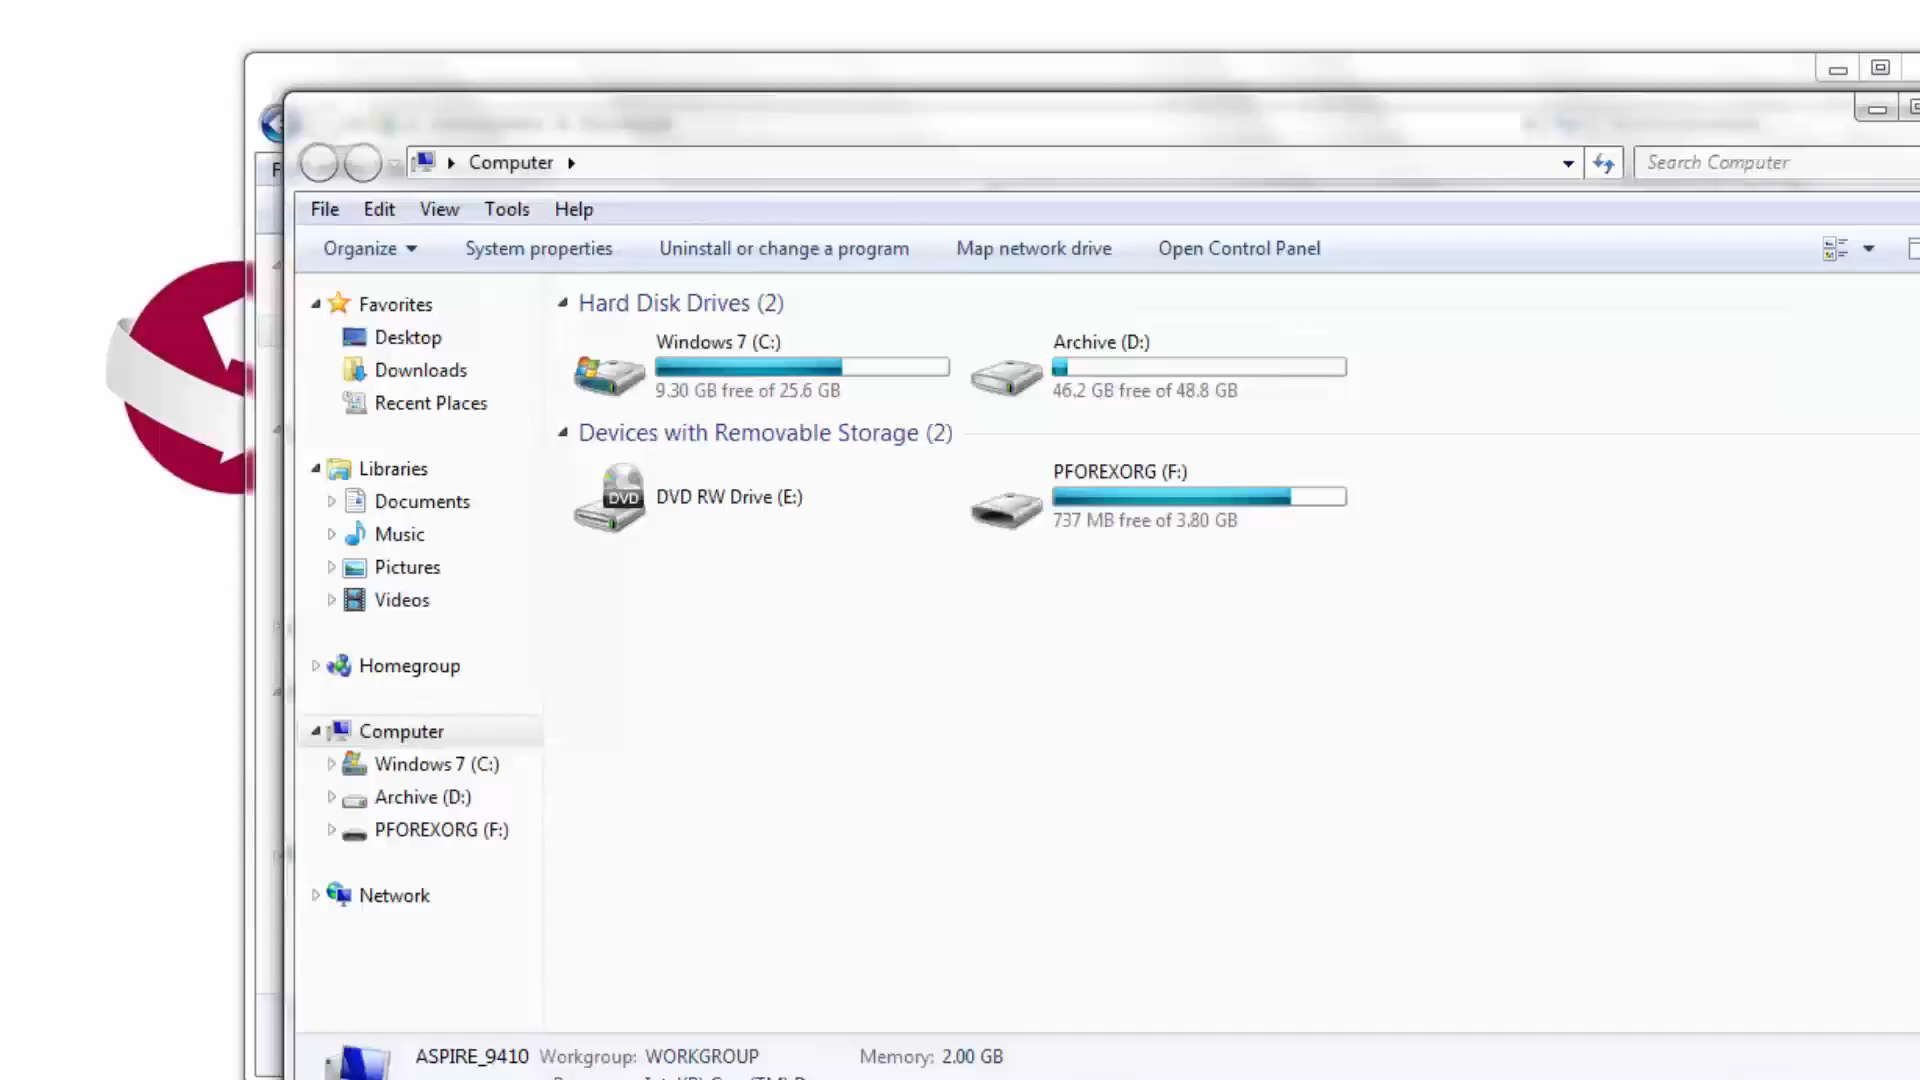 Computer
Search Computer
File Edit View Tools Help
Organize System properties Uninstall or change a program Map network drive Open Control Panel
Favorites
Desktop
Downloads
Recent Places
Libraries
Documents
Music
Pictures
Videos
Homegroup
Computer
Windows 7 (C:)
Archive (D:)
PFOREXORG (F:)
Network
Hard Disk Drives (2)
Windows 7 (C:)
9.30 GB free of 25.6 GB
Archive (D:)
46.2 GB free of 48.8 GB
Devices with Removable Storage (2)
DVD
DVD RW Drive (E:)
PFOREXORG (F:)
737 MB free of 3.80 GB
ASPIRE_9410 Workgroup: WORKGROUP Memory: 2.00 GB